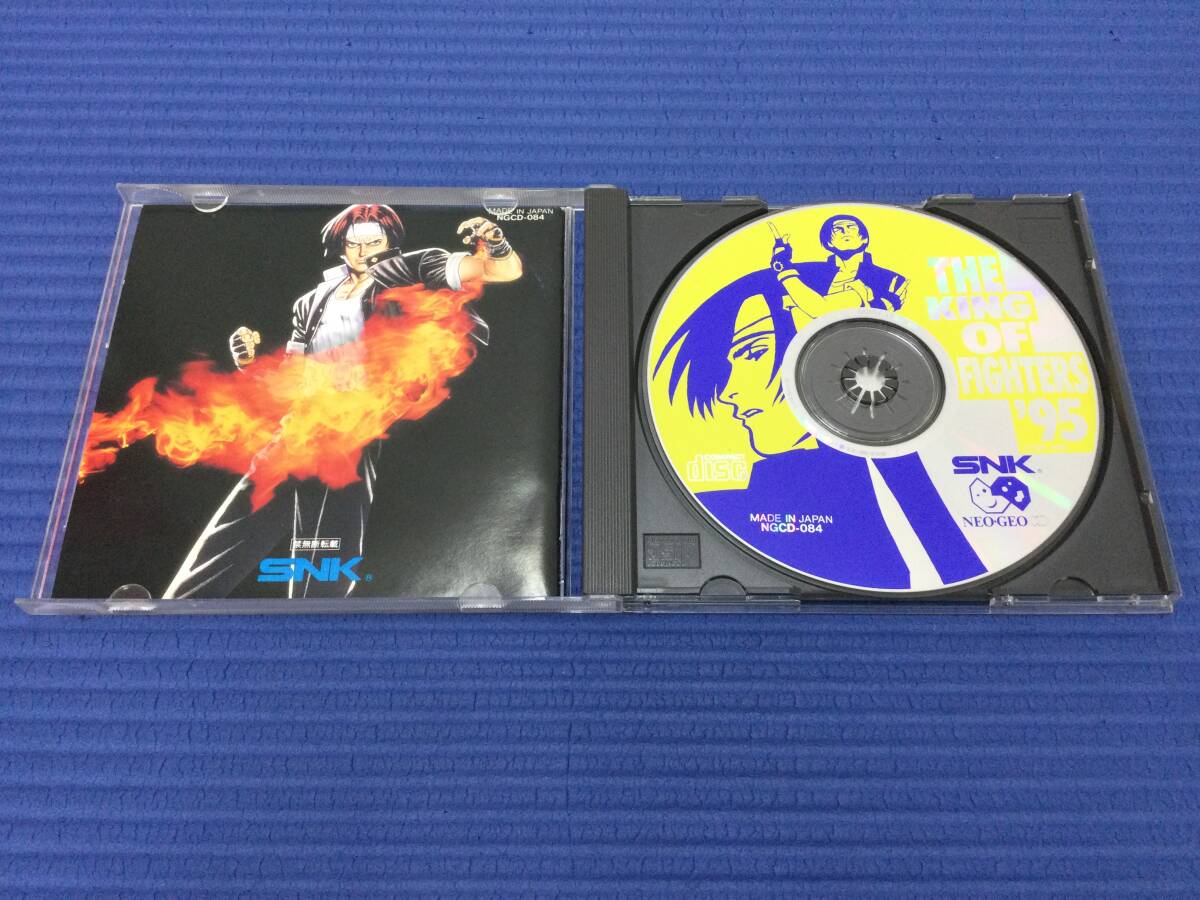 MADE IN JAPAN
NGCD-084
禁無断転載
SNK®
THE
KING
OF
FIGHTERS
'95
COMPACT
disc
SNK®
NEO•GEO CD
MADE IN JAPAN
NGCD-084